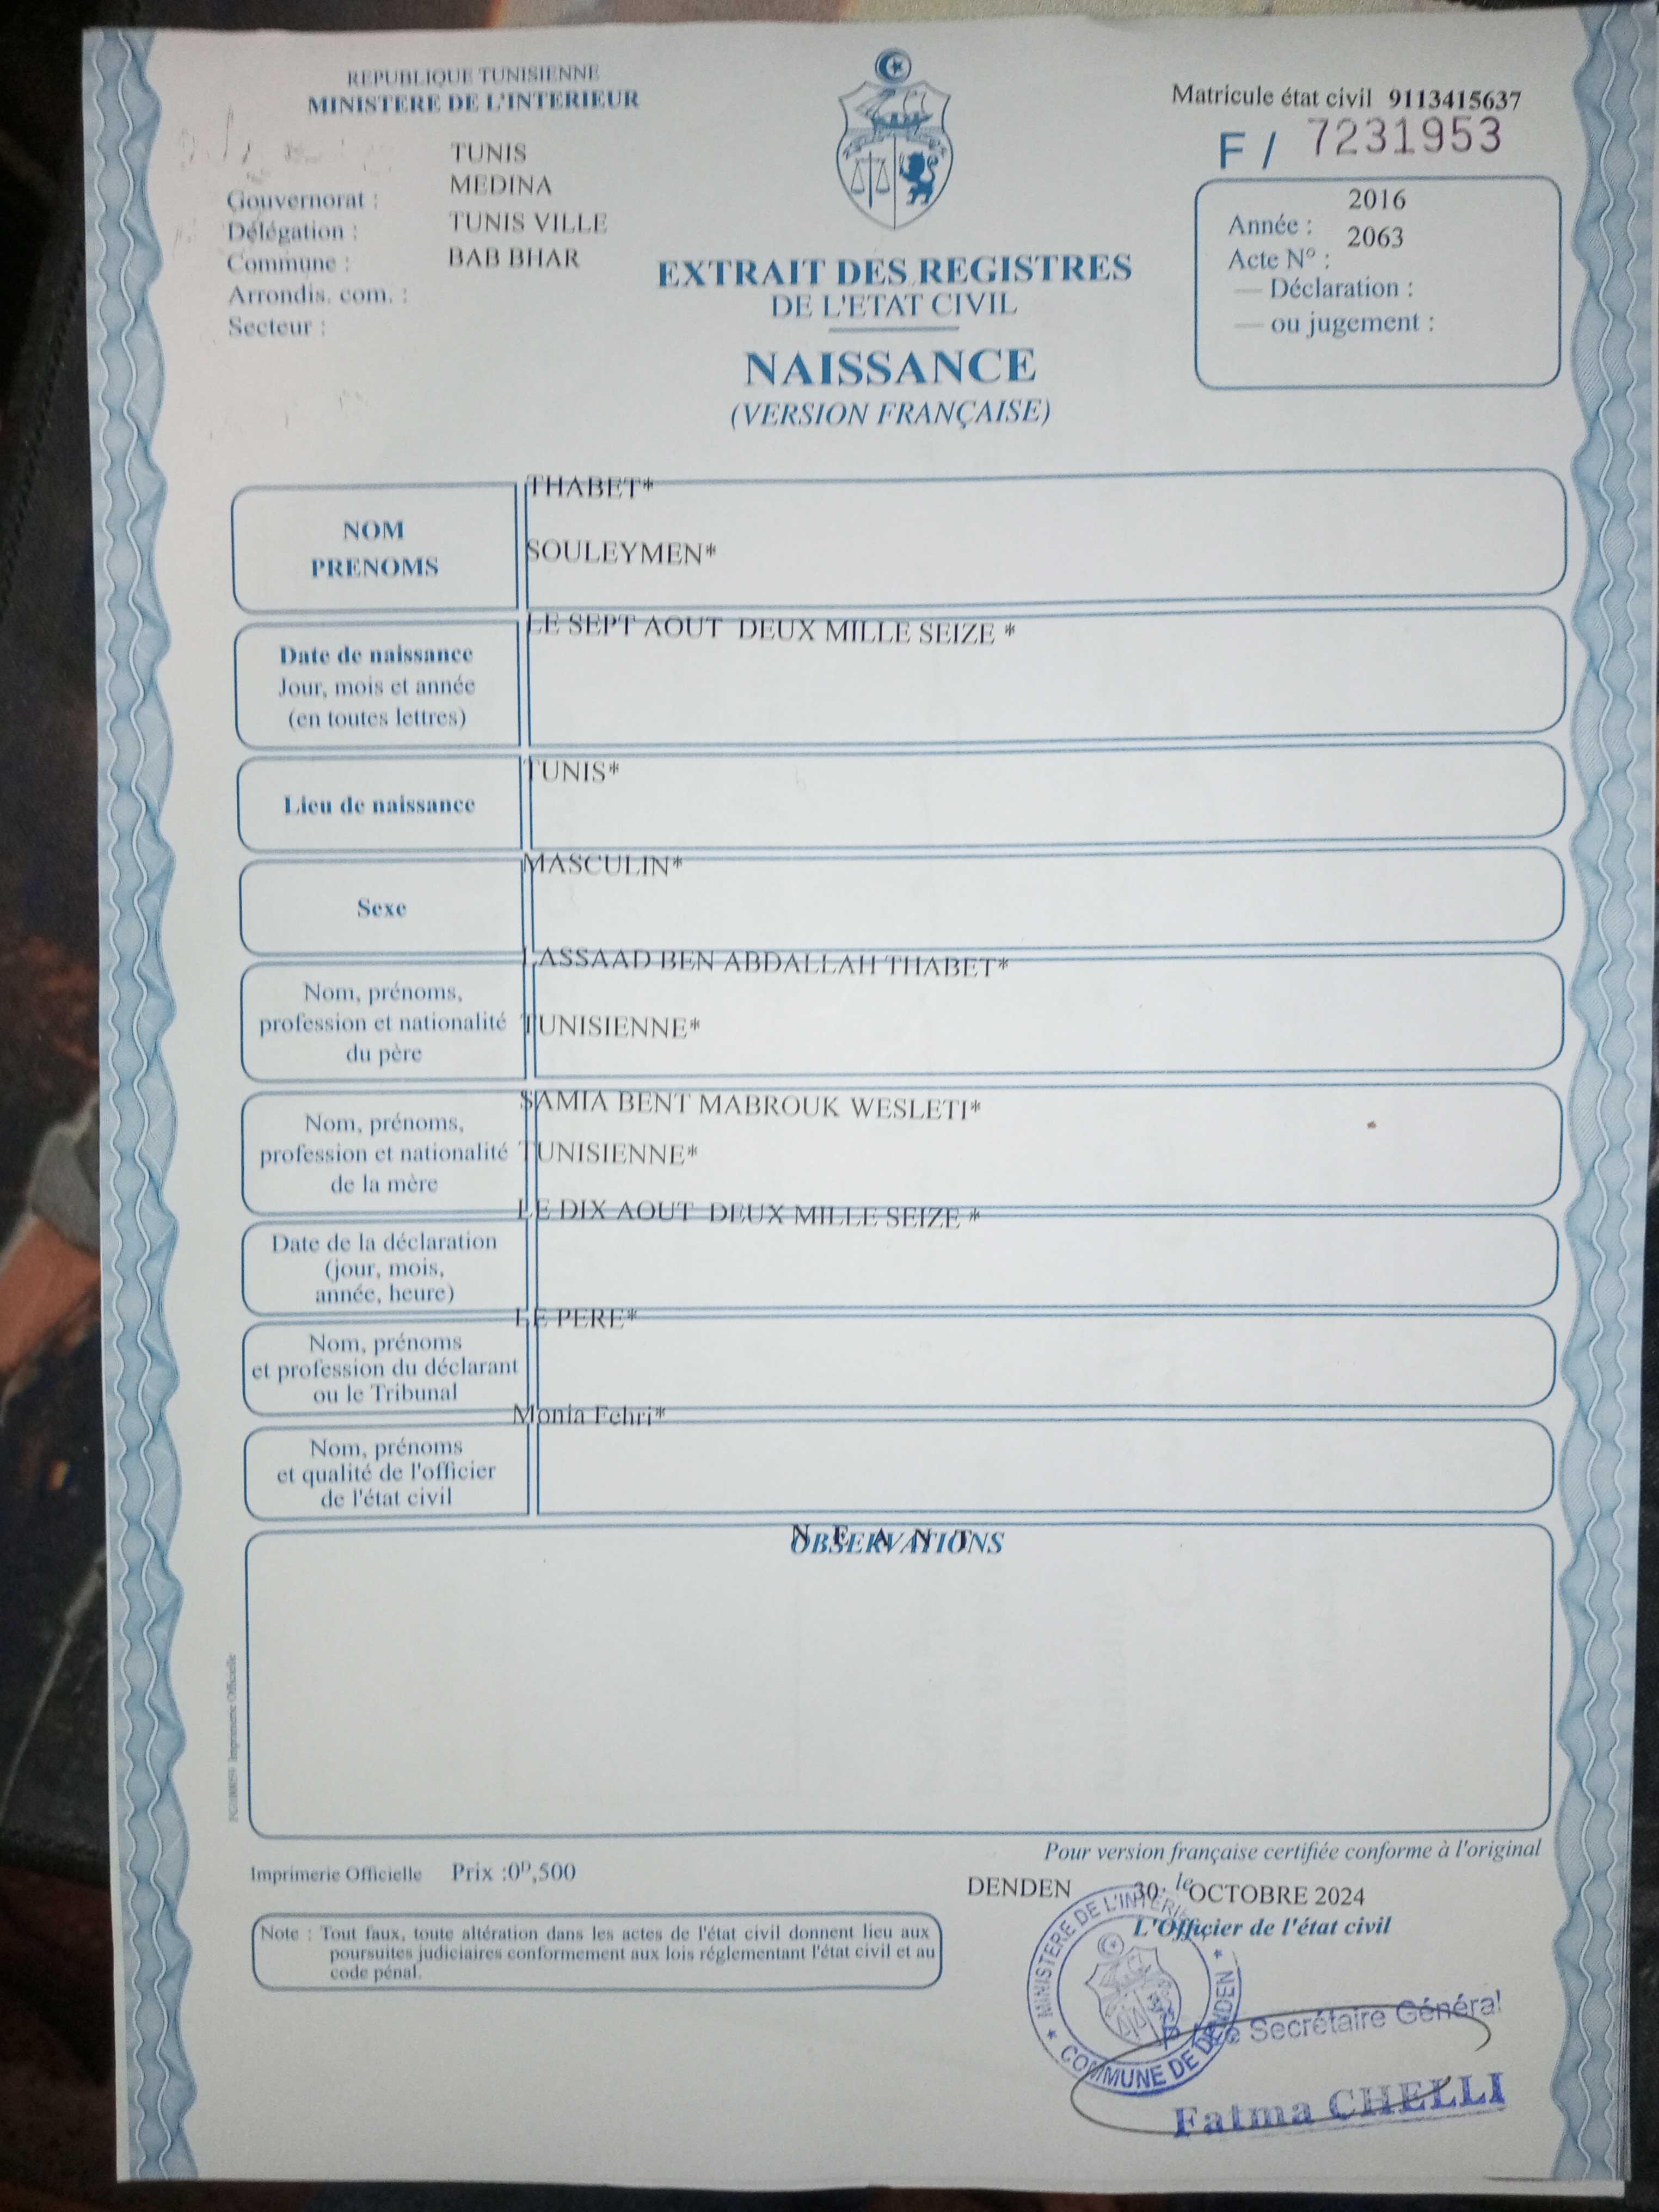 REPUBLIQUE TUNISIENNE
MINISTERE DE L'INTERIEUR
Matricule état civil 9113415637
F / 7231953
TUNIS
MEDINA
TUNIS VILLE
BAB BHAR
Gouvernorat :
Délégation :
Commune :
Arrondis. com. :
Secteur :
2016
Année :
2063
Acte N° :
— Déclaration :
— ou jugement :
EXTRAIT DES REGISTRES
DE L'ETAT CIVIL
NAISSANCE
(VERSION FRANÇAISE)
THABET*
NOM
SOULEYMEN*
PRENOMS
LE SEPT AOUT DEUX MILLE SEIZE *
Date de naissance
Jour, mois et année
(en toutes lettres)
TUNIS*
Lieu de naissance
MASCULIN*
Sexe
LASSAAD BEN ABDALLAH THABET*
Nom, prénoms,
profession et nationalité
TUNISIENNE*
du père
SAMIA BENT MABROUK WESLETI*
Nom, prénoms,
profession et nationalité
TUNISIENNE*
de la mère
LE DIX AOUT DEUX MILLE SEIZE *
Date de la déclaration
(jour, mois,
année, heure)
LE PERE*
Nom, prénoms
et profession du déclarant
ou le Tribunal
Monia Fehri*
Nom, prénoms
et qualité de l'officier
de l'état civil
N E A N T
OBSERVATIONS
Imprimerie Officielle
Imprimerie Officielle Prix :0D,500
Pour version française certifiée conforme à l'original
DENDEN 30 le OCTOBRE 2024
L'Officier de l'état civil
Note : Tout faux, toute altération dans les actes de l'état civil donnent lieu aux
poursuites judiciaires conformement aux lois réglementant l'état civil et au
code pénal.
MINISTERE DE L'INTERIEUR
COMMUNE DE DENDEN
Secrétaire Général
Fatma CHELLI